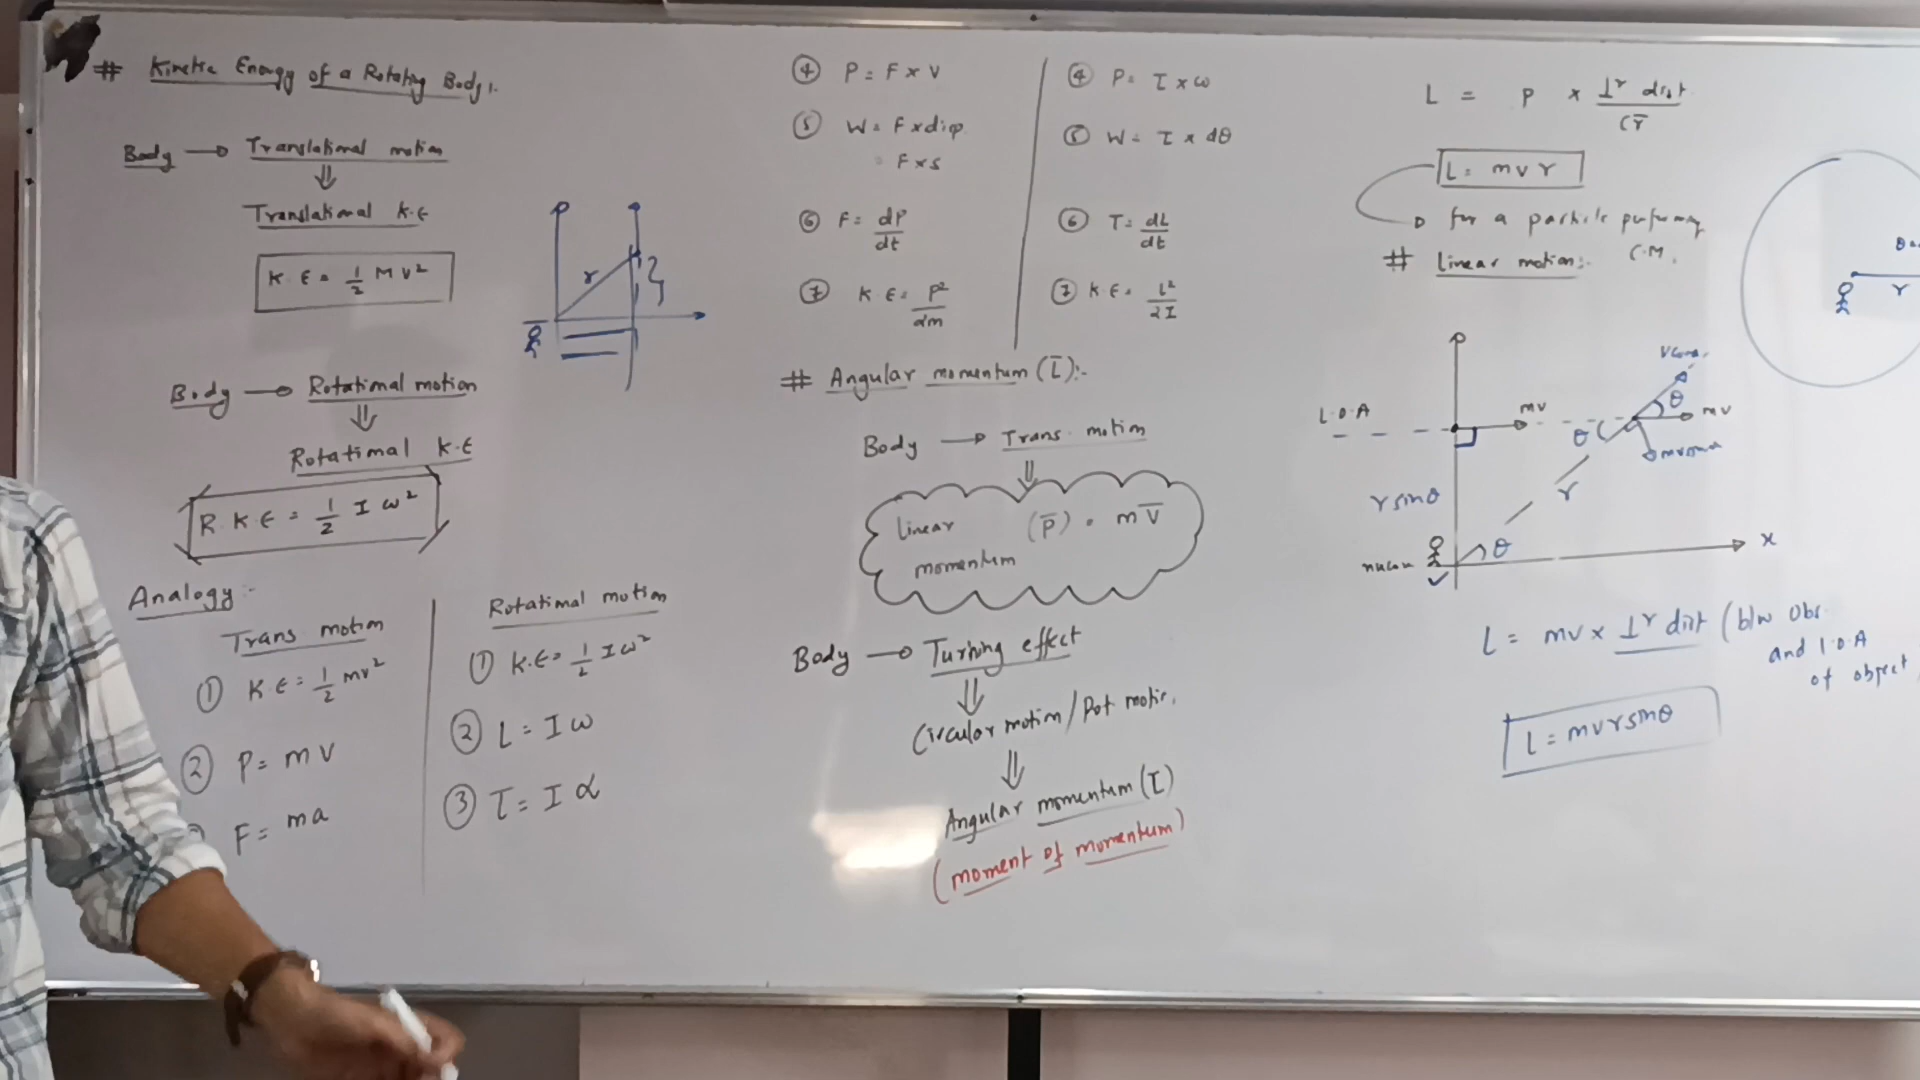 # Kinetic Energy of a Rotating Body :-
Body → Translational motion
⇓
Translational K.E
K.E = 1/2 M V²
r
Body → Rotational motion
⇓
Rotational K.E
R.K.E = 1/2 I ω²
Analogy :-
Trans motion
① K.E = 1/2 mv²
② P = m V
F = ma
Rotational motion
① K.E = 1/2 I ω²
② L = I ω
③ τ = I α
④ P = F × V
⑤ W = F × disp
= F × s
⑥ F = dP/dt
⑦ K.E = P²/2m
④ P = τ × ω
⑤ W = τ × dθ
⑥ τ = dL/dt
⑦ K.E = L²/2I
# Angular momentum (L̄) :-
Body → Trans. motion
⇓
linear (P̄) = m V̄
momentum
Body → Turning effect
⇓
Circular motion / Rot motion.
⇓
Angular momentum (L̄)
(moment of momentum)
L = P × ⊥r dist
(r̄
L = m v r
for a particle performing
C.M.
# linear motion :-
r
L.O.A
mv
θ
θ
mv
r sinθ
r
θ
x
L = mv × ⊥r dist (b/w obs.
and L.O.A
of object
L = mvr sinθ